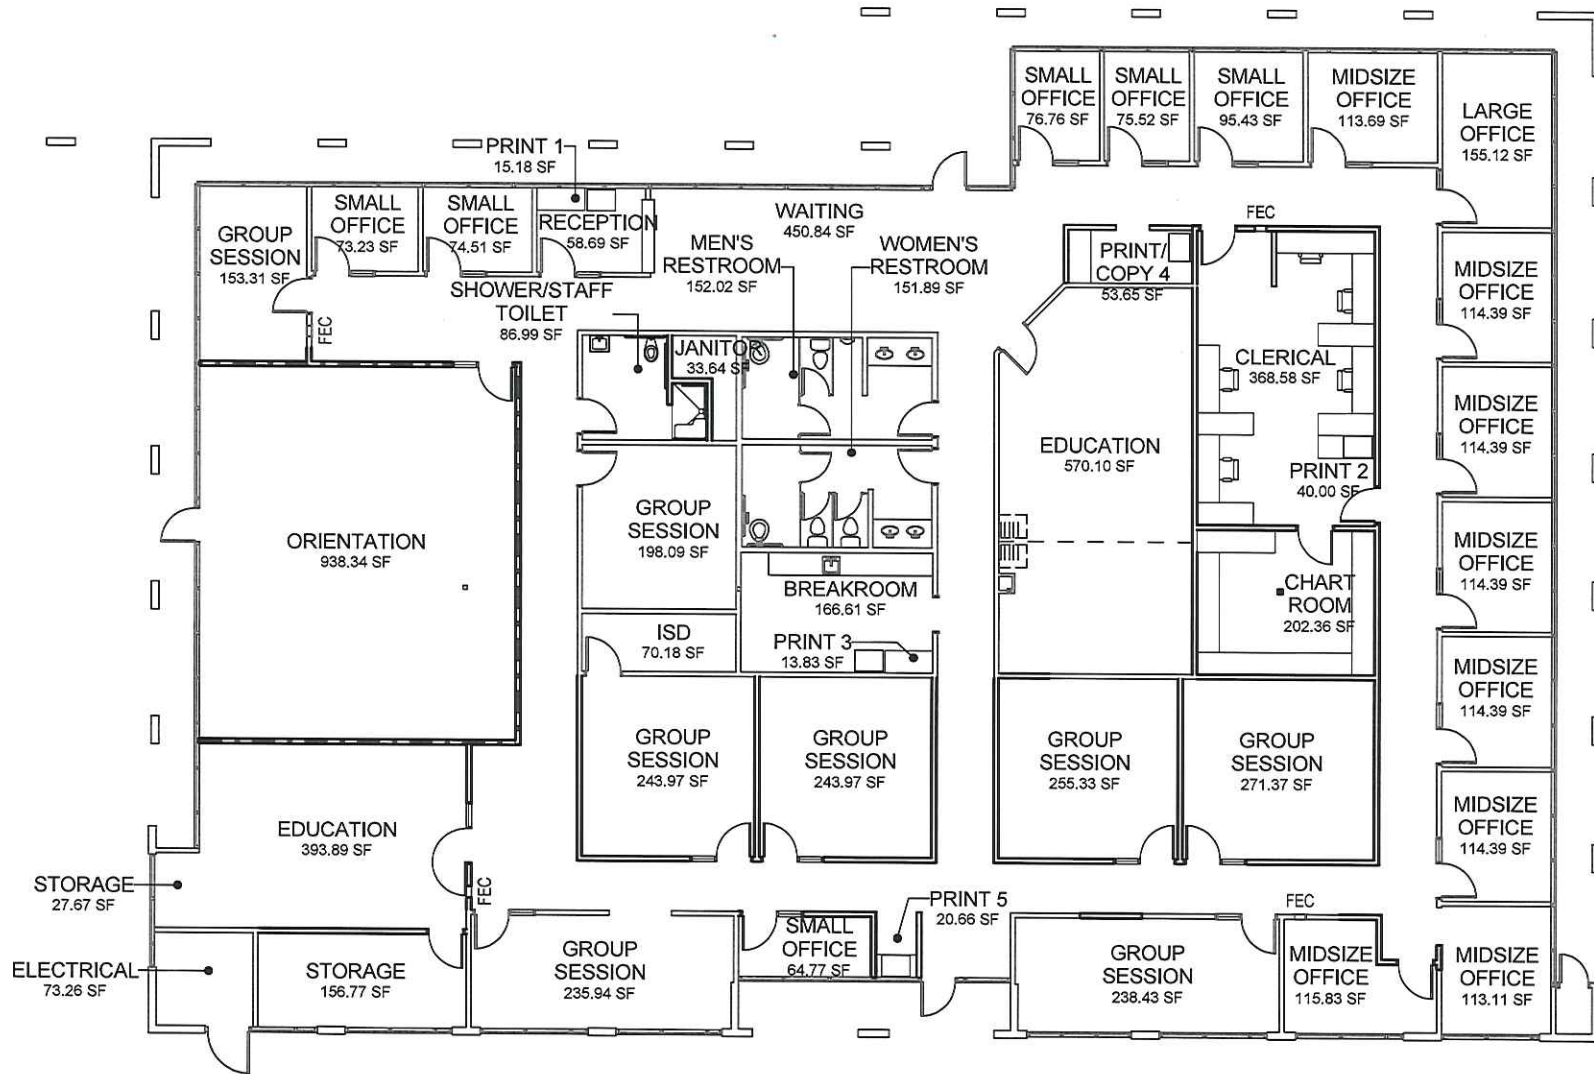 SMALL
OFFICE
76.76 SF
SMALL
OFFICE
75.52 SF
SMALL
OFFICE
95.43 SF
MIDSIZE
OFFICE
113.69 SF
LARGE
OFFICE
155.12 SF
PRINT 1
15.18 SF
GROUP
SESSION
153.31 SF
SMALL
OFFICE
73.23 SF
SMALL
OFFICE
74.51 SF
RECEPTION
58.69 SF
WAITING
450.84 SF
FEC
MEN'S
RESTROOM
152.02 SF
WOMEN'S
RESTROOM
151.89 SF
PRINT/
COPY 4
53.65 SF
SHOWER/STAFF
TOILET
86.99 SF
FEC
JANITOR
33.64 SF
MIDSIZE
OFFICE
114.39 SF
CLERICAL
368.58 SF
MIDSIZE
OFFICE
114.39 SF
EDUCATION
570.10 SF
PRINT 2
40.00 SF
ORIENTATION
938.34 SF
GROUP
SESSION
198.09 SF
MIDSIZE
OFFICE
114.39 SF
BREAKROOM
166.61 SF
CHART
ROOM
202.36 SF
ISD
70.18 SF
PRINT 3
13.83 SF
MIDSIZE
OFFICE
114.39 SF
GROUP
SESSION
243.97 SF
GROUP
SESSION
243.97 SF
GROUP
SESSION
255.33 SF
GROUP
SESSION
271.37 SF
MIDSIZE
OFFICE
114.39 SF
EDUCATION
393.89 SF
STORAGE
27.67 SF
FEC
PRINT 5
20.66 SF
FEC
ELECTRICAL
73.26 SF
STORAGE
156.77 SF
GROUP
SESSION
235.94 SF
SMALL
OFFICE
64.77 SF
GROUP
SESSION
238.43 SF
MIDSIZE
OFFICE
115.83 SF
MIDSIZE
OFFICE
113.11 SF